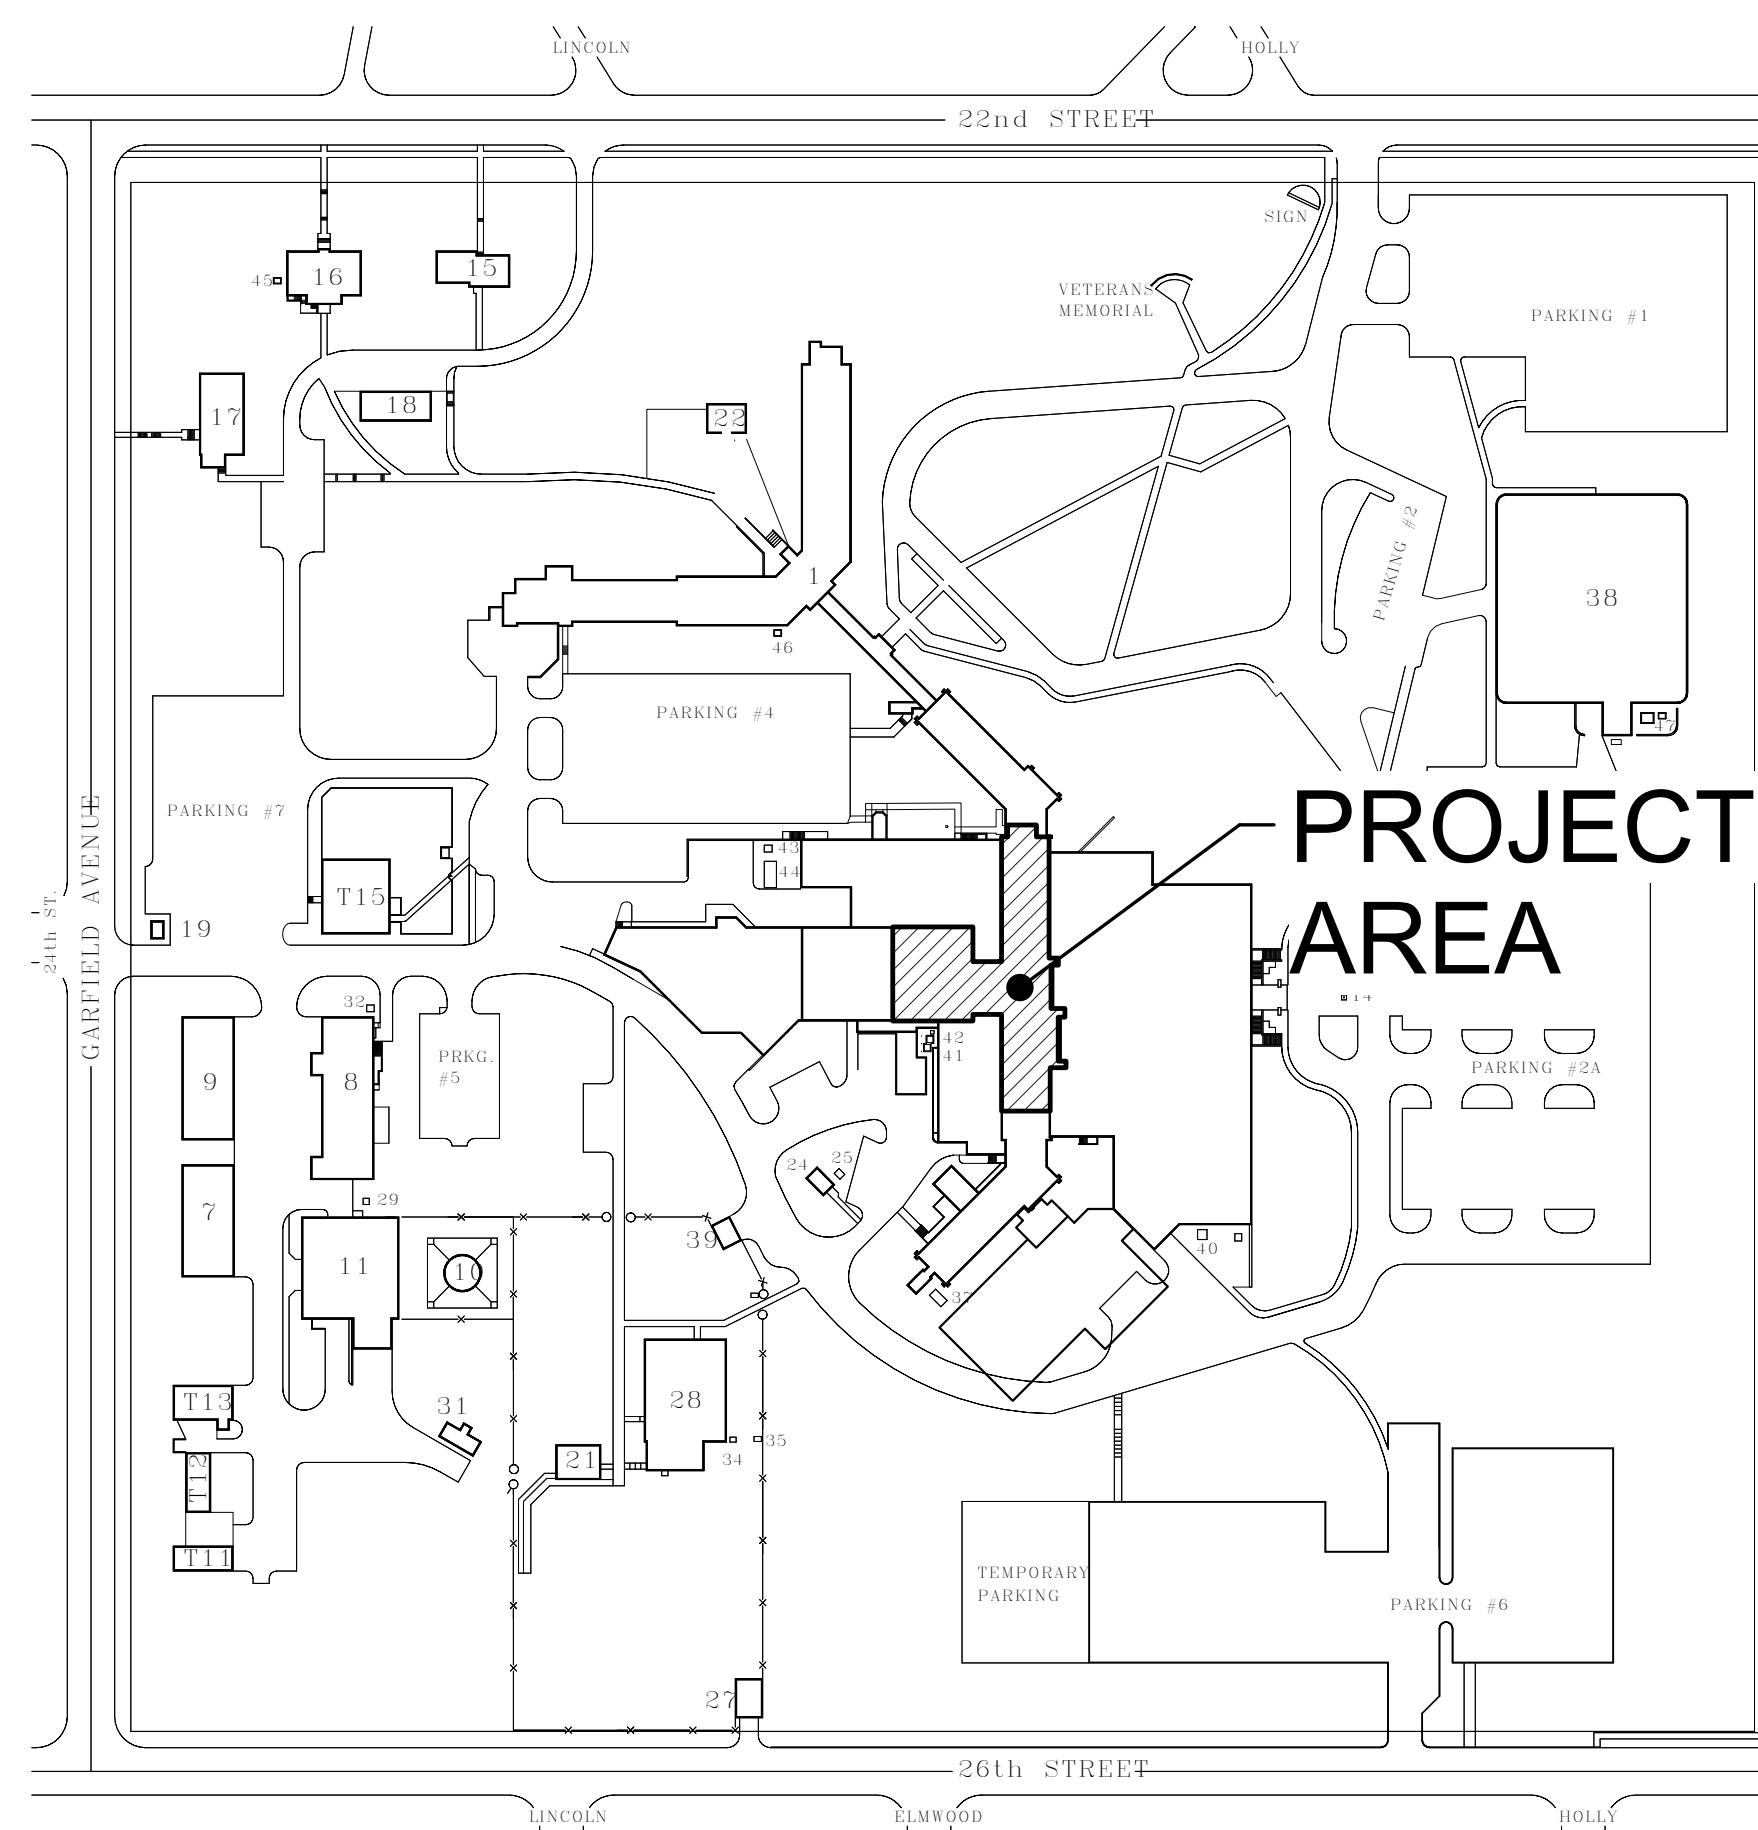 LINCOLN
HOLLY
22nd STREET
SIGN
45
16
15
VETERANS
MEMORIAL
PARKING #1
17
18
22
PARKING #2
1
38
46
PARKING #4
47
PROJECT
AREA
PARKING #7
GARFIELD AVENUE
24th ST.
43
44
T15
19
32
14
42
41
PRKG.
#5
9
8
PARKING #2A
24
25
29
7
39
40
11
10
37
31
T13
28
35
34
21
T12
T11
TEMPORARY
PARKING
PARKING #6
27
26th STREET
LINCOLN
ELMWOOD
HOLLY